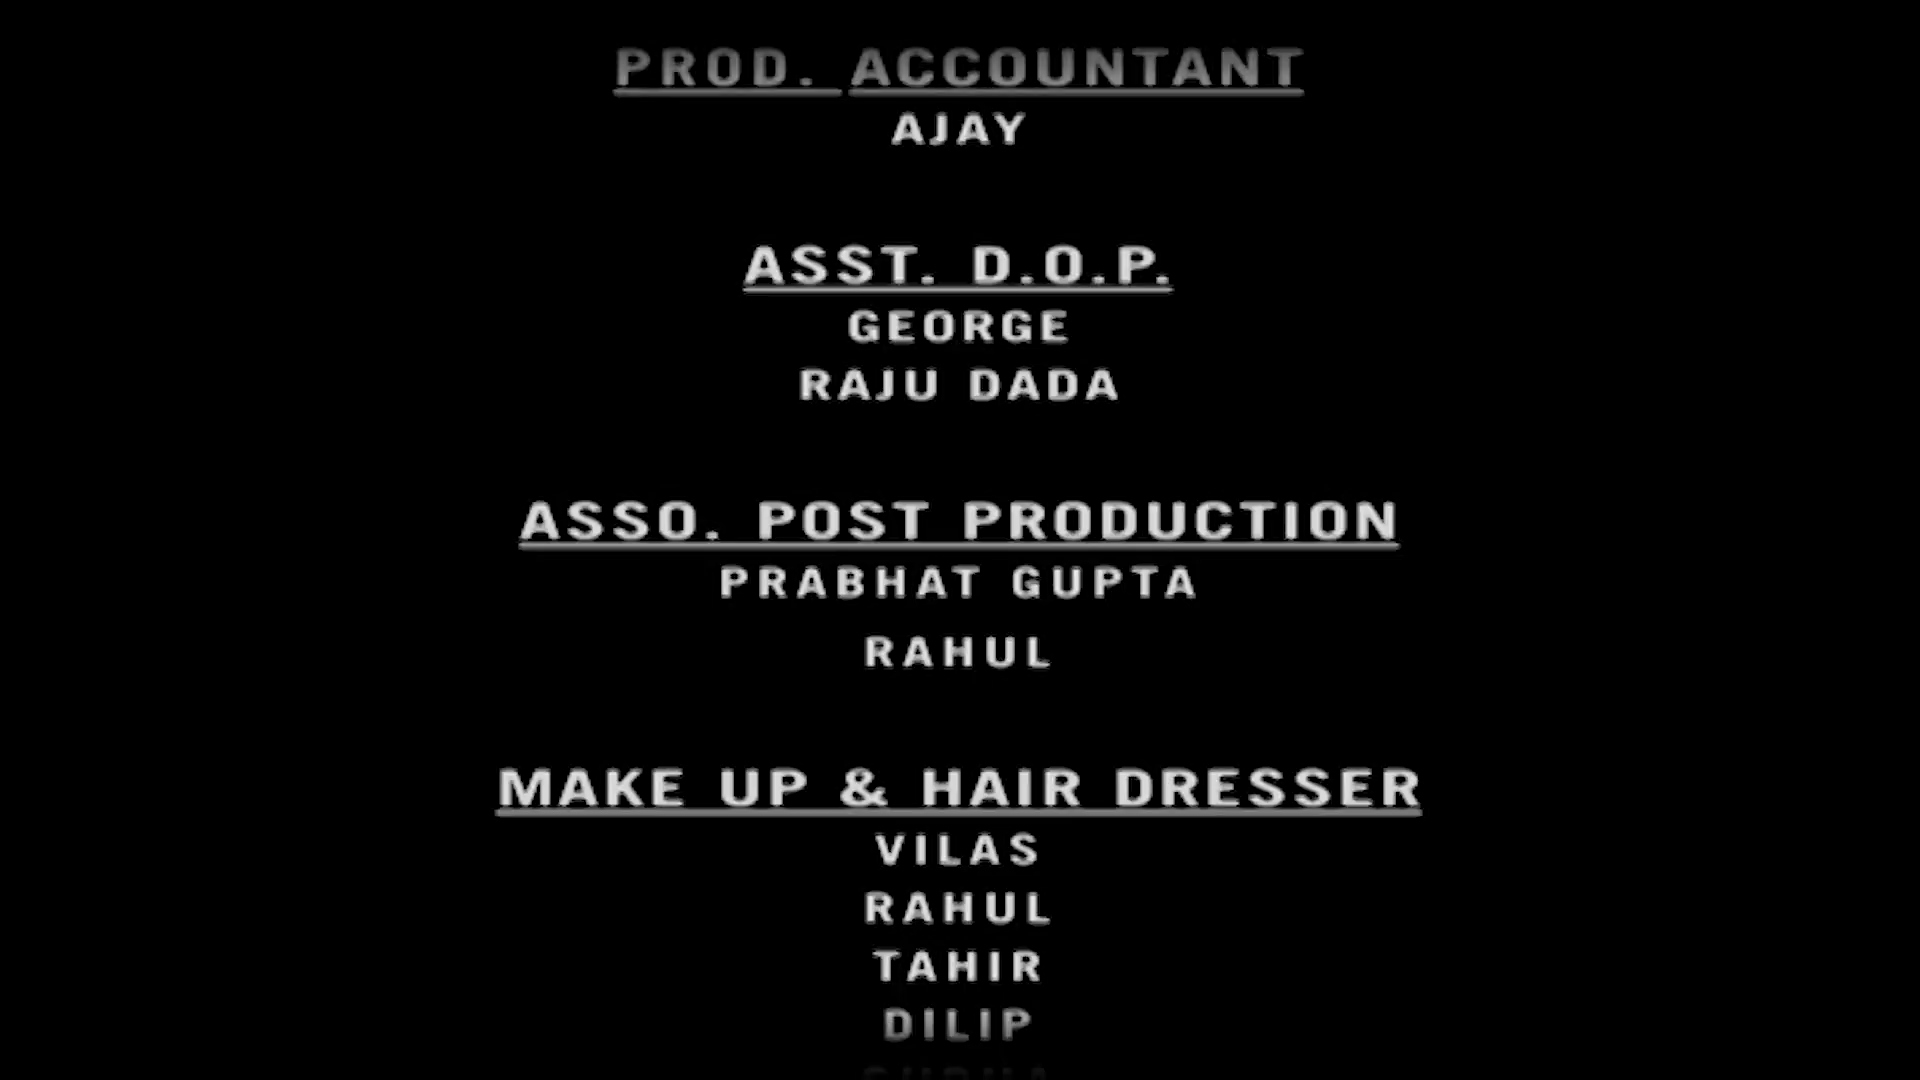 PROD. ACCOUNTANT
AJAY
ASST. D.O.P.
GEORGE
RAJU DADA
ASSO. POST PRODUCTION
PRABHAT GUPTA
RAHUL
MAKE UP & HAIR DRESSER
VILAS
RAHUL
TAHIR
DILIP